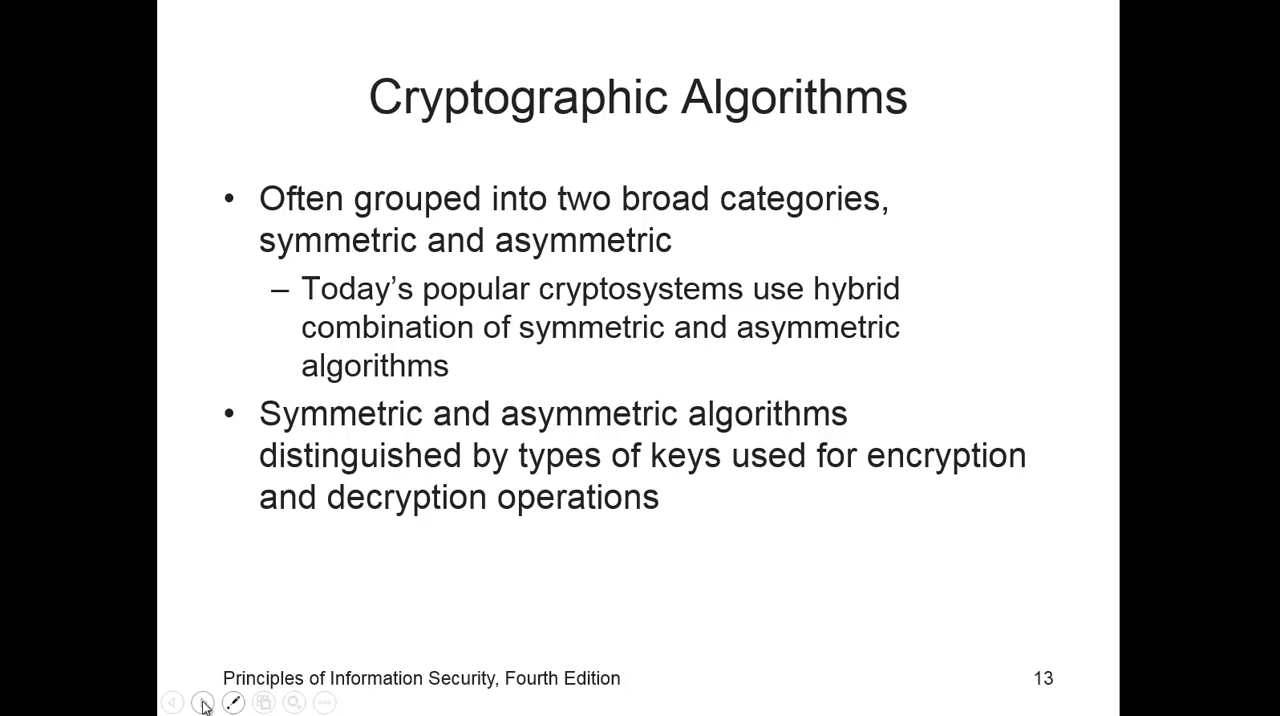 Cryptographic Algorithms
• Often grouped into two broad categories,
symmetric and asymmetric
– Today’s popular cryptosystems use hybrid
combination of symmetric and asymmetric
algorithms
• Symmetric and asymmetric algorithms
distinguished by types of keys used for encryption
and decryption operations
Principles of Information Security, Fourth Edition 13